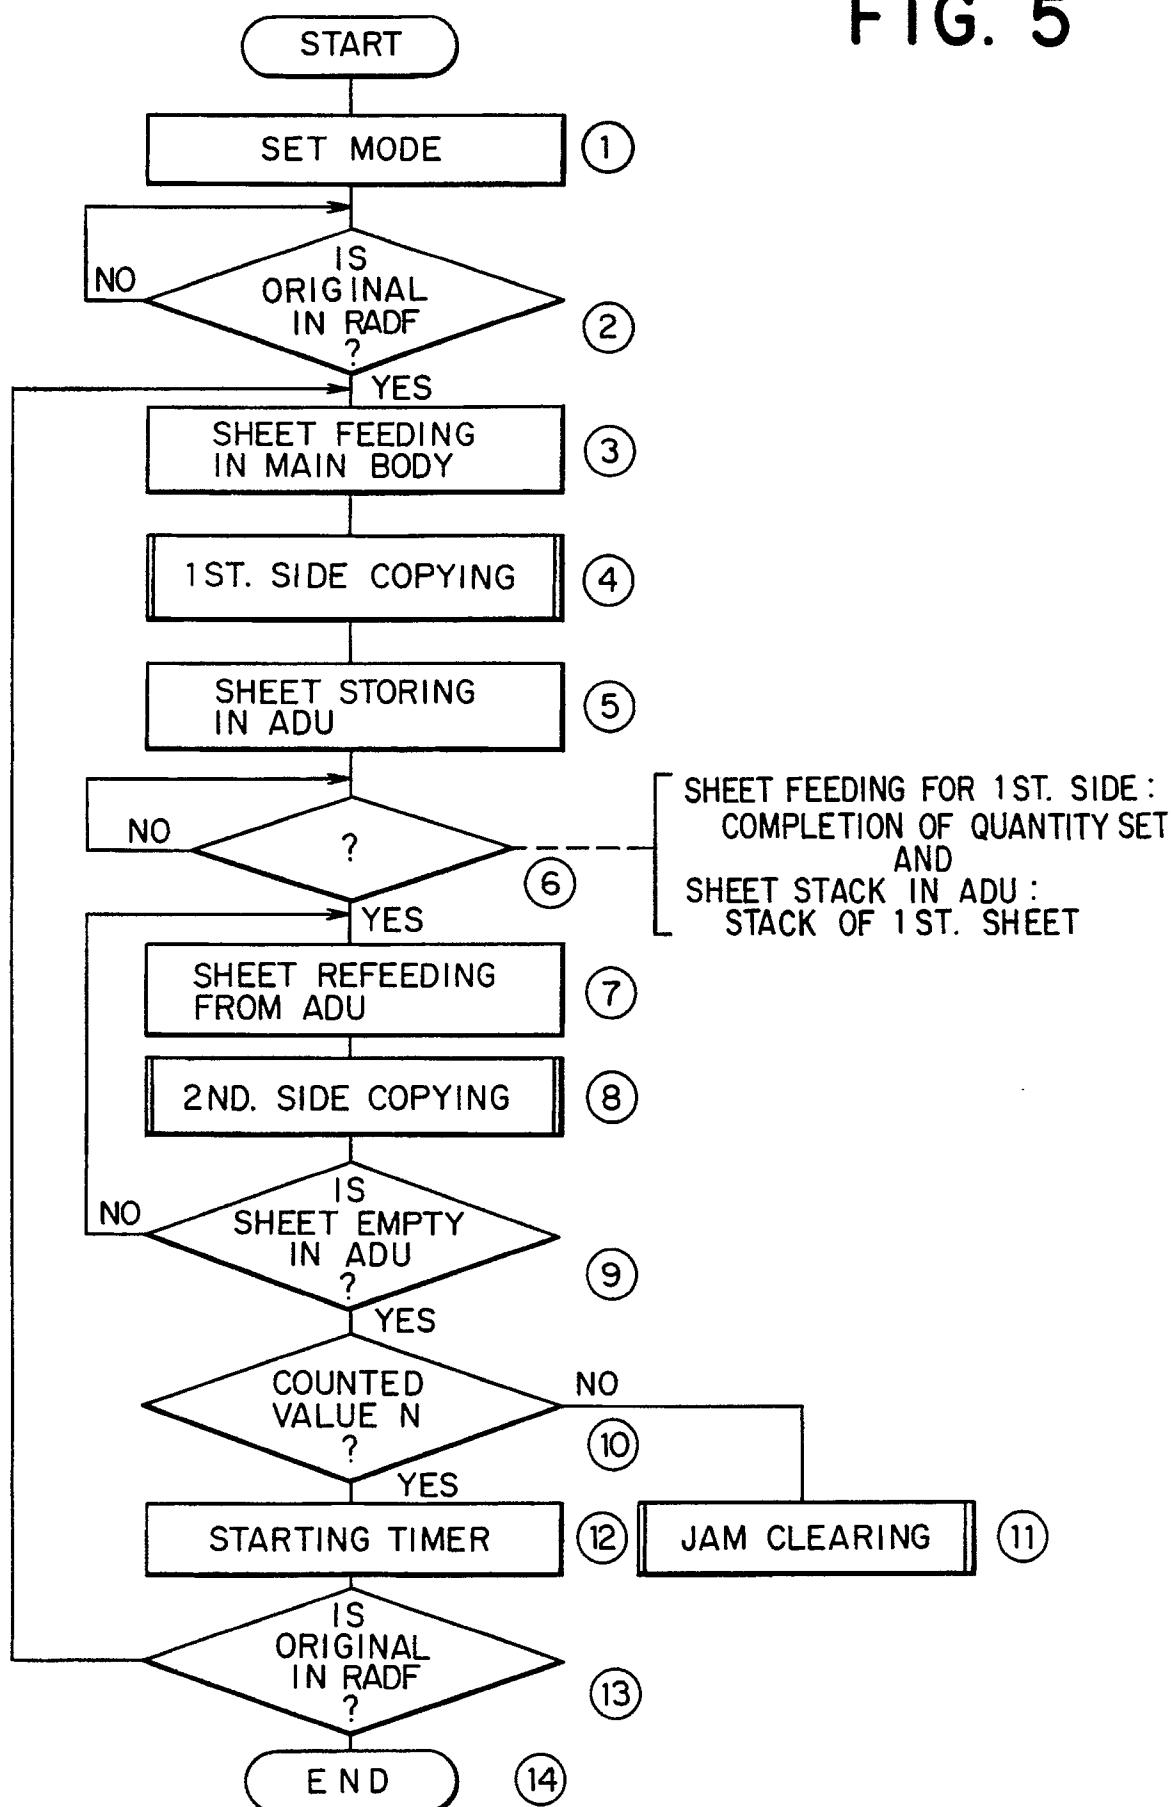 FIG. 5
START
SET MODE
1
NO
IS
ORIGINAL
IN RADF
?
2
YES
SHEET FEEDING
IN MAIN BODY
3
1ST. SIDE COPYING
4
SHEET STORING
IN ADU
5
NO
?
6
SHEET FEEDING FOR 1ST. SIDE:
COMPLETION OF QUANTITY SET
AND
SHEET STACK IN ADU:
STACK OF 1ST. SHEET
YES
SHEET REFEEDING
FROM ADU
7
2ND. SIDE COPYING
8
NO
IS
SHEET EMPTY
IN ADU
?
9
YES
COUNTED
VALUE N
?
NO
10
YES
STARTING TIMER
12
JAM CLEARING
11
IS
ORIGINAL
IN RADF
?
13
END
14